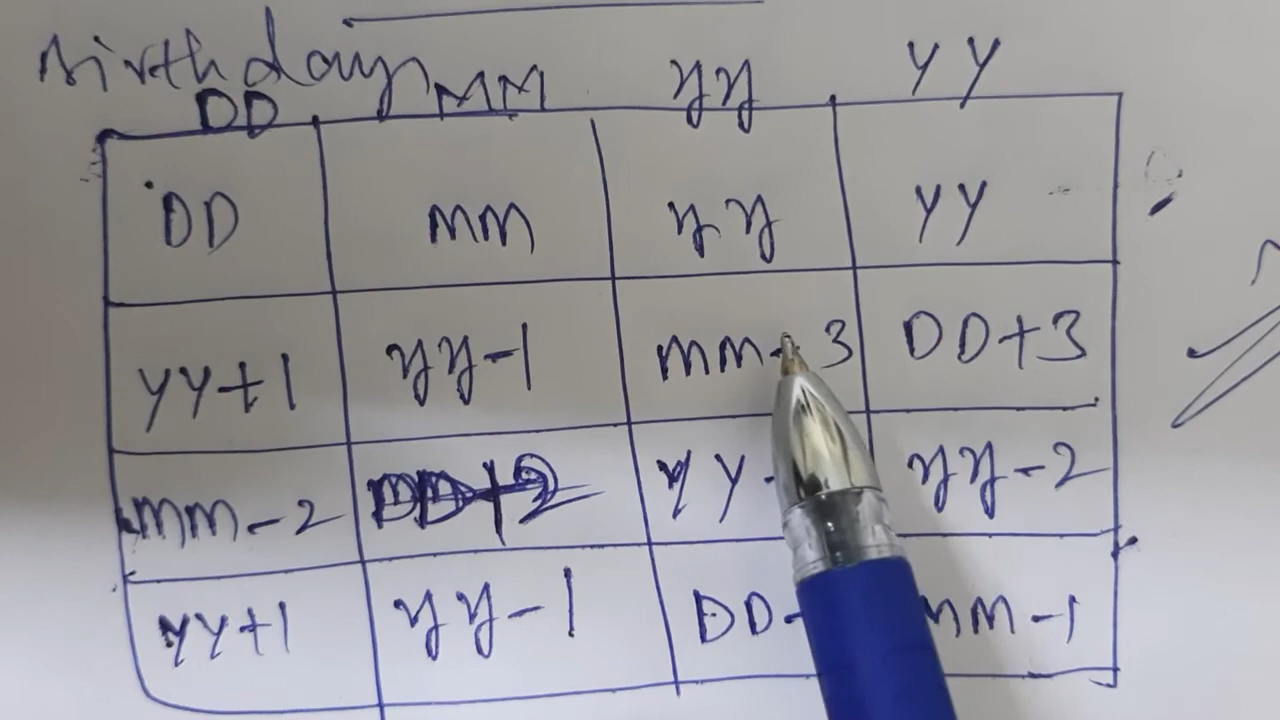 Birthday
DD MM yy YY
DD MM yy YY
YY+1 yy-1 MM-3 DD+3
MM-2 DD+2 YY- yy-2
YY+1 yy-1 DD- MM-1